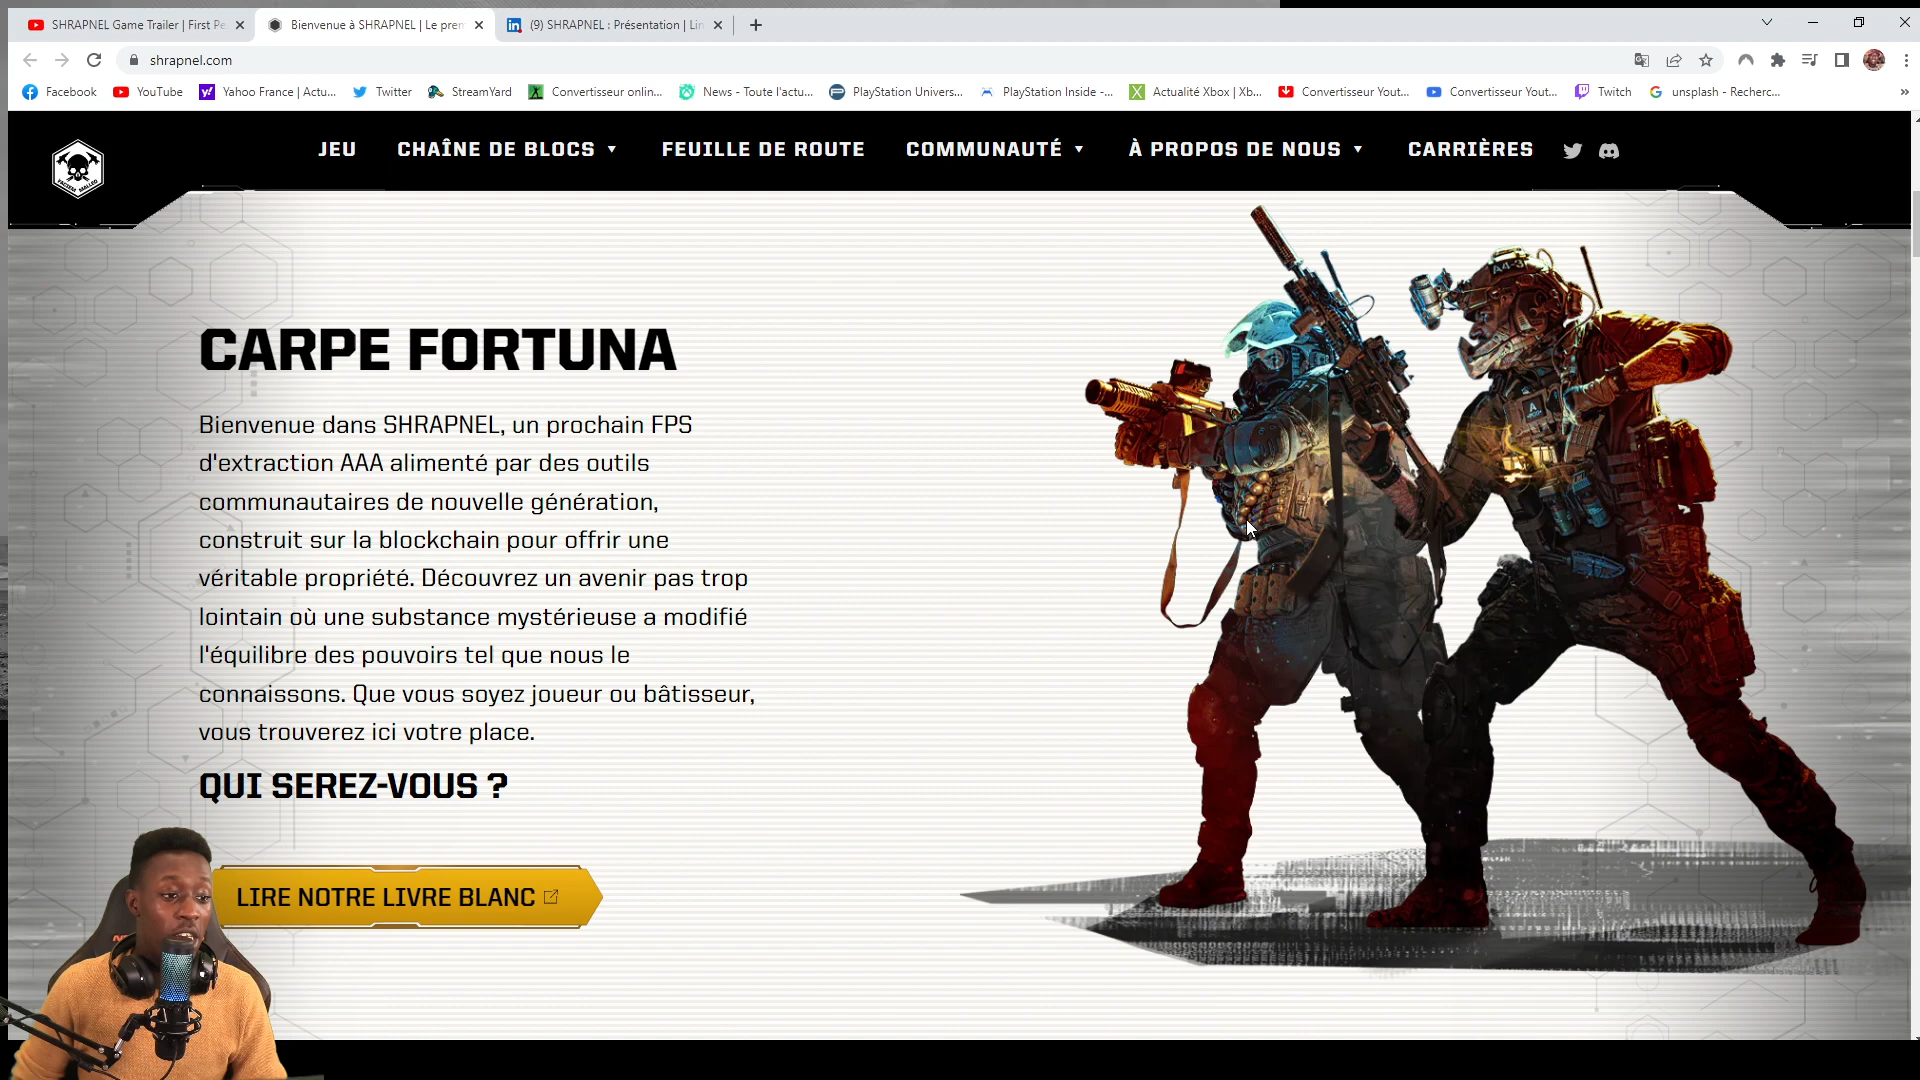 SHRAPNEL Game Trailer | First Pe
Bienvenue à SHRAPNEL | Le pren
(9) SHRAPNEL : Présentation | Lin
shrapnel.com
Facebook
YouTube
Yahoo France | Actu...
Twitter
StreamYard
Convertisseur onlin...
News - Toute l'actu...
PlayStation Univers...
PlayStation Inside -...
Actualité Xbox | Xb...
Convertisseur Yout...
Convertisseur Yout...
Twitch
unsplash - Recherc...
JEU
CHAÎNE DE BLOCS
FEUILLE DE ROUTE
COMMUNAUTÉ
À PROPOS DE NOUS
CARRIÈRES
A4-3
CARPE FORTUNA
Bienvenue dans SHRAPNEL, un prochain FPS
d'extraction AAA alimenté par des outils
communautaires de nouvelle génération,
construit sur la blockchain pour offrir une
véritable propriété. Découvrez un avenir pas trop
lointain où une substance mystérieuse a modifié
l'équilibre des pouvoirs tel que nous le
connaissons. Que vous soyez joueur ou bâtisseur,
vous trouverez ici votre place.
QUI SEREZ-VOUS ?
LIRE NOTRE LIVRE BLANC